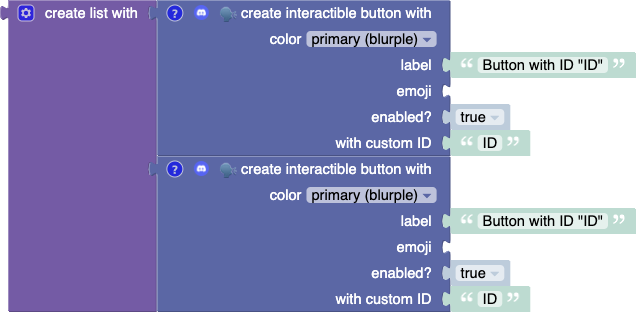 create list with ? create interactible button with
color primary (blurple)
label “ Button with ID "ID" ”
emoji
enabled? true
with custom ID “ ID ”
? create interactible button with
color primary (blurple)
label “ Button with ID "ID" ”
emoji
enabled? true
with custom ID “ ID ”